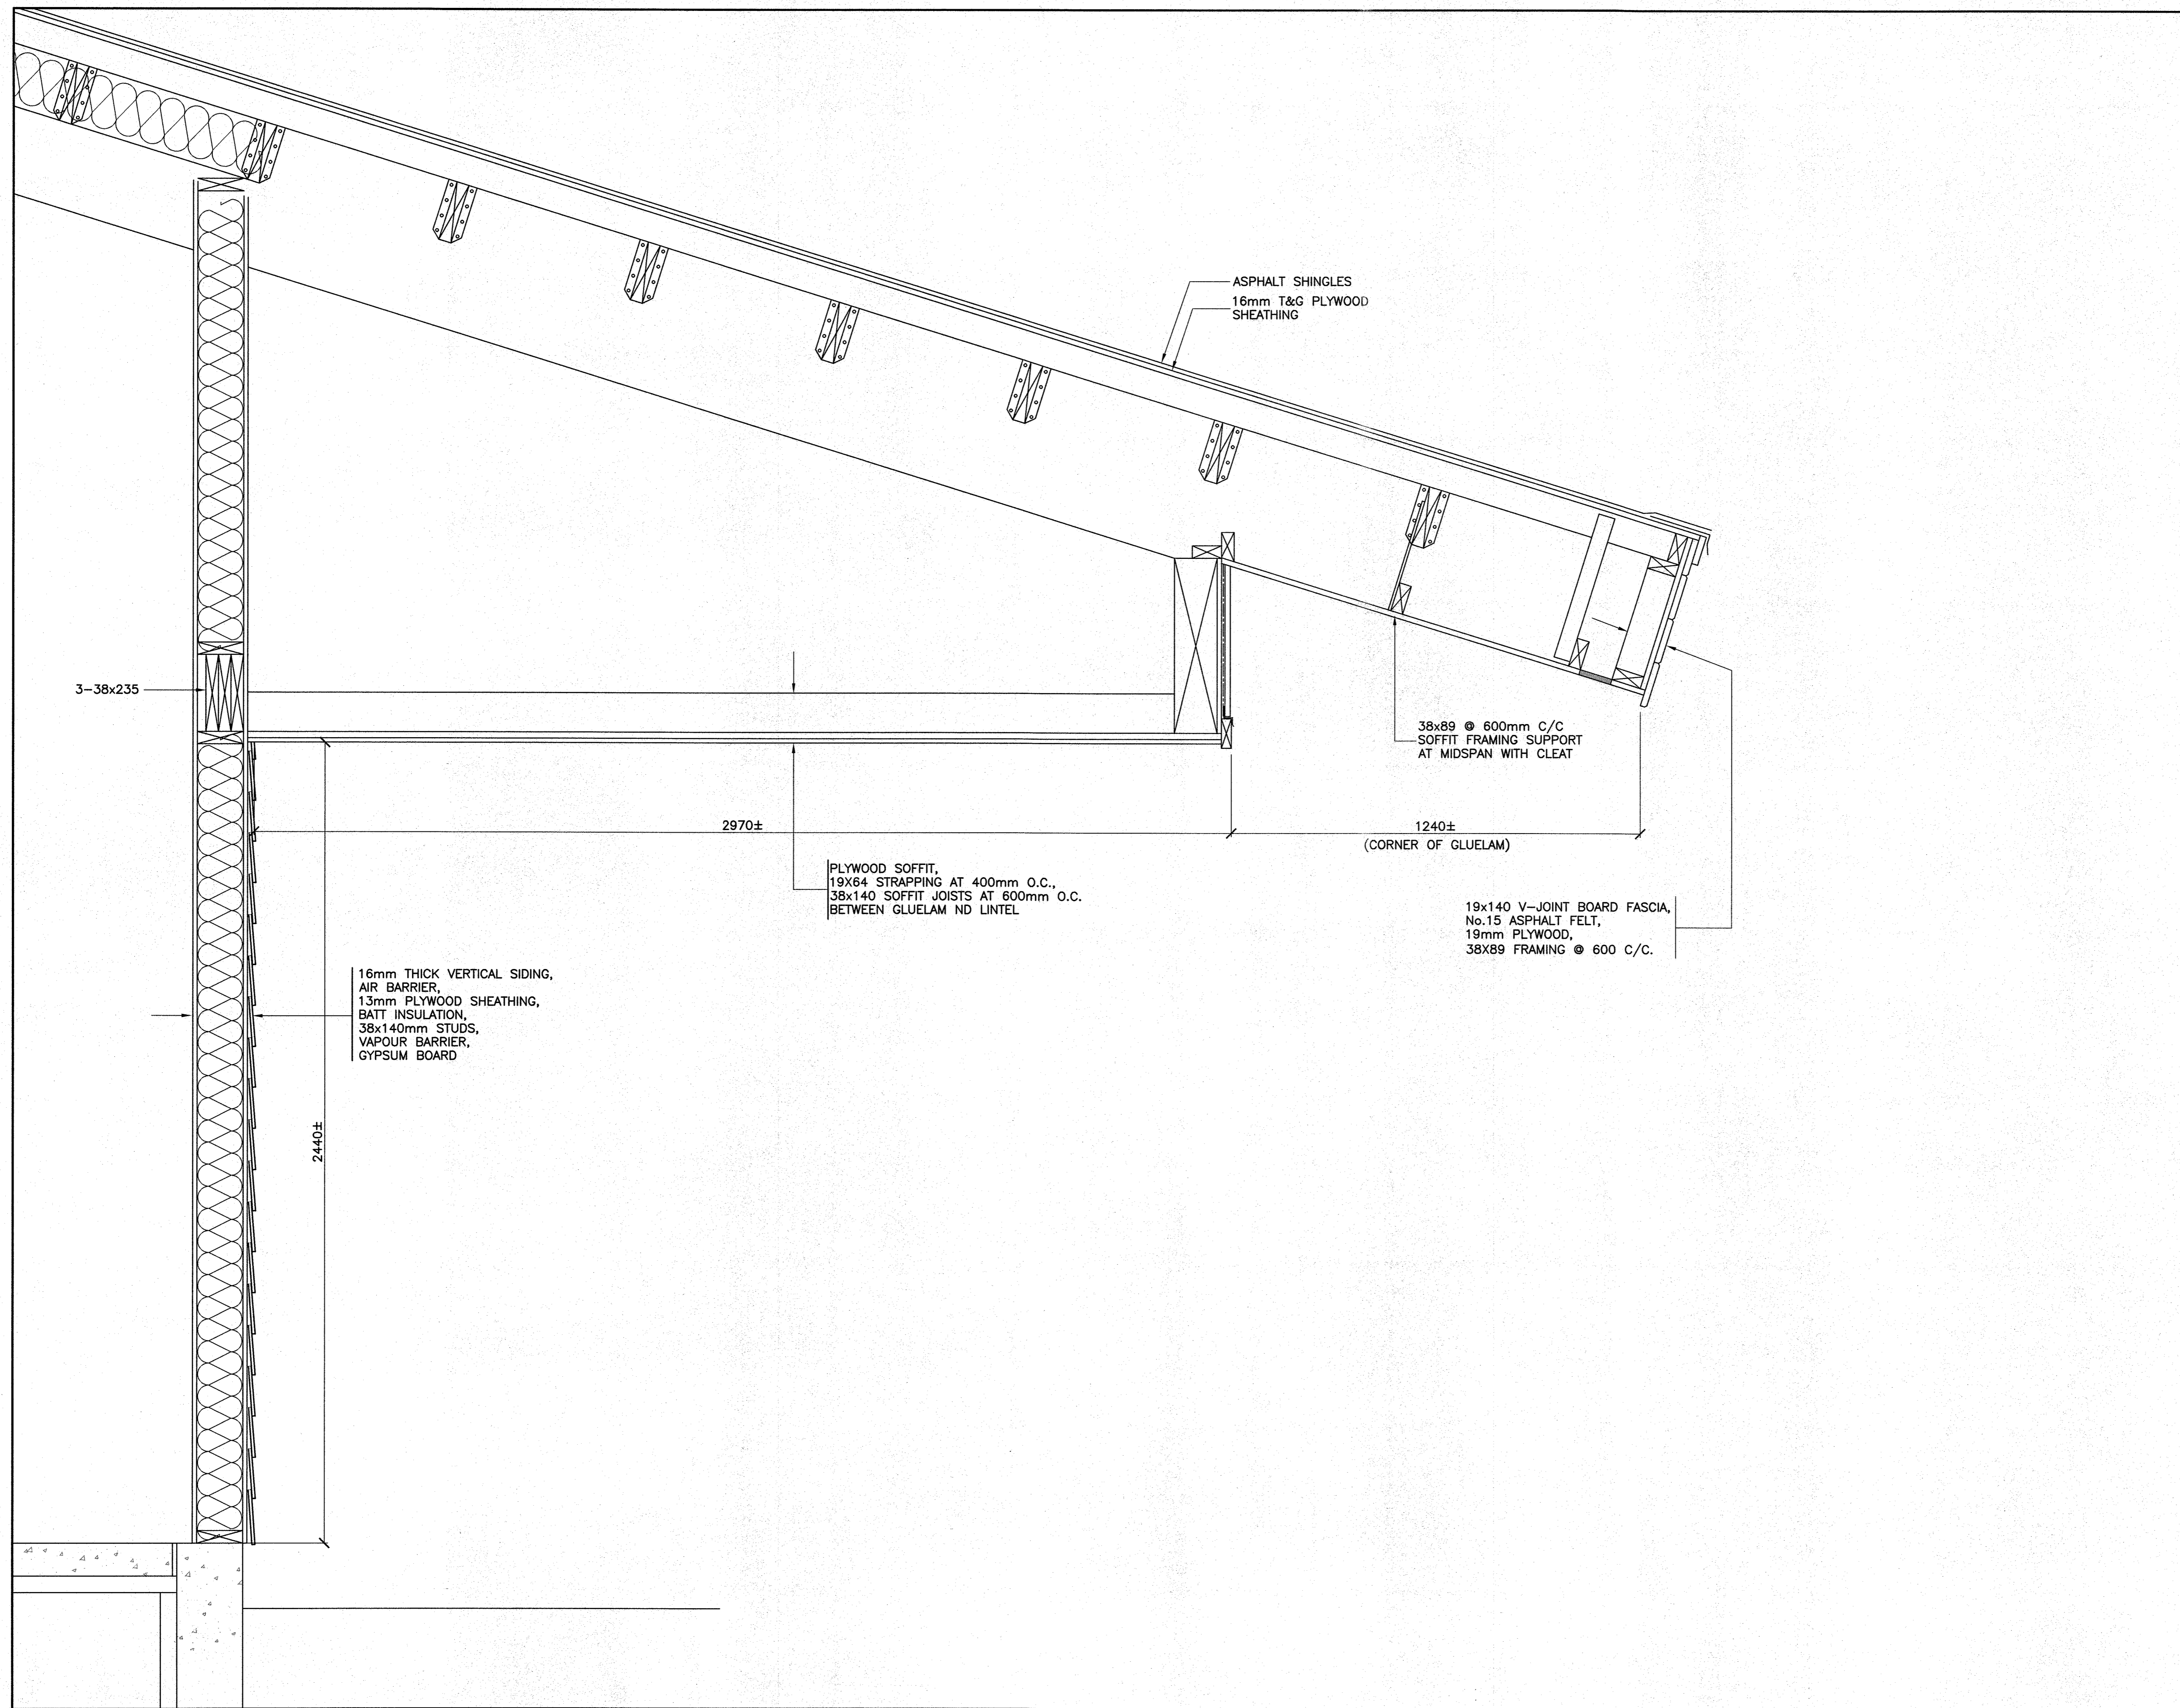 ASPHALT SHINGLES
16mm T&G PLYWOOD
SHEATHING
3-38x235
38x89 @ 600mm C/C
SOFFIT FRAMING SUPPORT
AT MIDSPAN WITH CLEAT
2970±
1240±
(CORNER OF GLUELAM)
PLYWOOD SOFFIT,
19X64 STRAPPING AT 400mm O.C.,
38x140 SOFFIT JOISTS AT 600mm O.C.
BETWEEN GLUELAM ND LINTEL
19x140 V-JOINT BOARD FASCIA,
No.15 ASPHALT FELT,
19mm PLYWOOD,
38X89 FRAMING @ 600 C/C.
16mm THICK VERTICAL SIDING,
AIR BARRIER,
13mm PLYWOOD SHEATHING,
BATT INSULATION,
38x140mm STUDS,
VAPOUR BARRIER,
GYPSUM BOARD
2440±